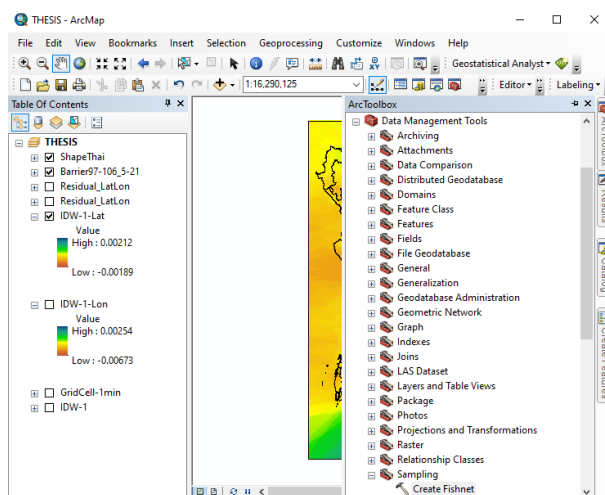 THESIS - ArcMap
File Edit View Bookmarks Insert Selection Geoprocessing Customize Windows Help
Geostatistical Analyst
1:16,290,125
Editor
Labeling
Table Of Contents
THESIS
ShapeThai
Barrier97-106_5-21
Residual_LatLon
Residual_LatLon
IDW-1-Lat
Value
High : 0.00212
Low : -0.00189
IDW-1-Lon
Value
High : 0.00254
Low : -0.00673
GridCell-1min
IDW-1
ArcToolbox
Data Management Tools
Archiving
Attachments
Data Comparison
Distributed Geodatabase
Domains
Feature Class
Features
Fields
File Geodatabase
General
Generalization
Geodatabase Administration
Geometric Network
Graph
Indexes
Joins
LAS Dataset
Layers and Table Views
Package
Photos
Projections and Transformations
Raster
Relationship Classes
Sampling
Create Fishnet
ArcToolbox
Results
Catalog
Create Features